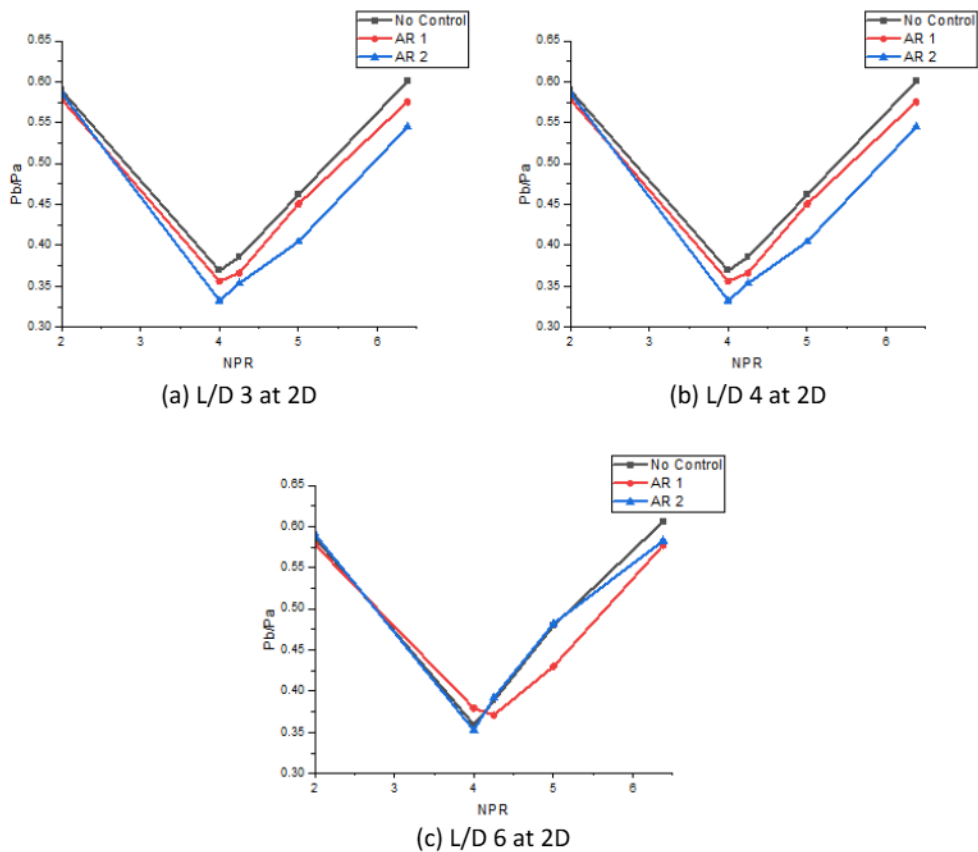 No Control
AR 1
AR 2
0.65
0.60
0.55
0.50
0.45
0.40
0.35
0.30
Pb/Pa
2 3 4 5 6
NPR
(a) L/D 3 at 2D
No Control
AR 1
AR 2
0.65
0.60
0.55
0.50
0.45
0.40
0.35
0.30
Pb/Pa
2 3 4 5 6
NPR
(b) L/D 4 at 2D
No Control
AR 1
AR 2
0.65
0.60
0.55
0.50
0.45
0.40
0.35
0.30
Pb/Pa
2 3 4 5 6
NPR
(c) L/D 6 at 2D